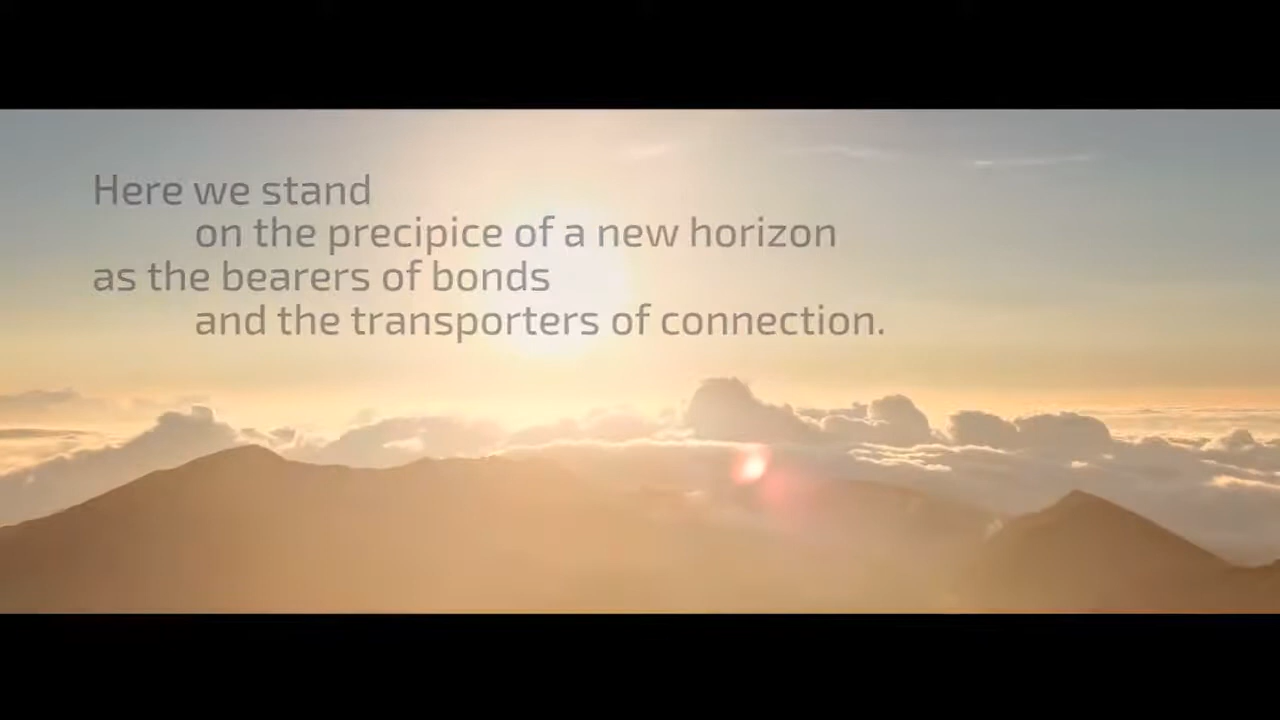 Here we stand
on the precipice of a new horizon
as the bearers of bonds
and the transporters of connection.